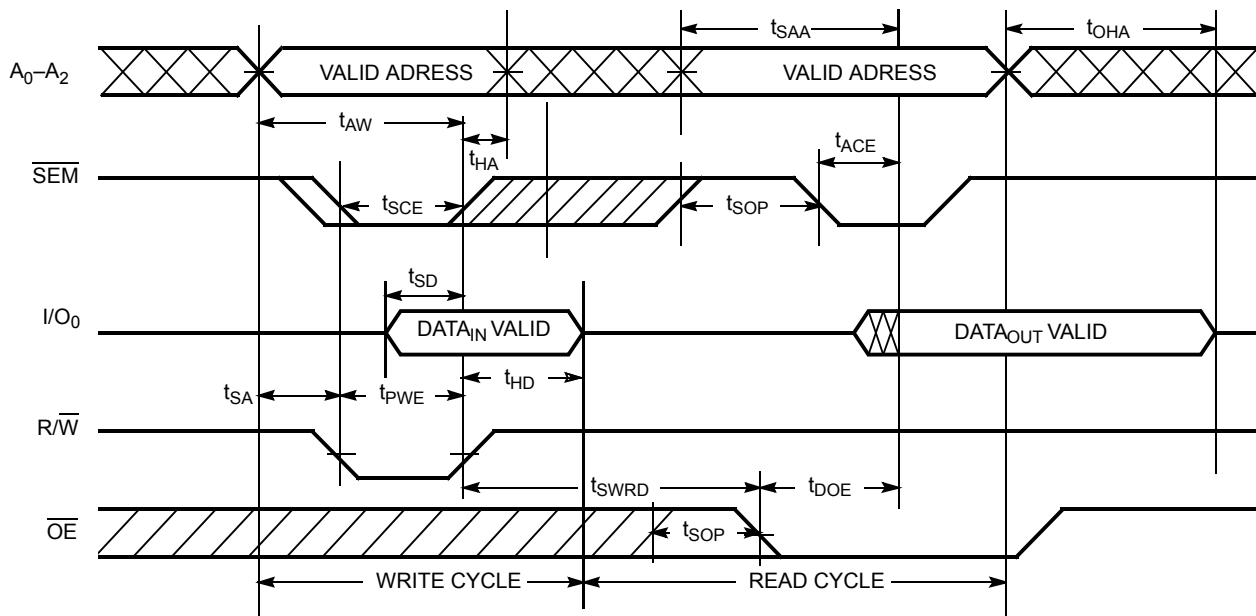 tSAA
tOHA
A0–A2
VALID ADRESS
VALID ADRESS
tAW
tHA
tACE
SEM
tSCE
tSOP
tSD
I/O0
DATAIN VALID
DATAOUT VALID
tSA
tPWE
tHD
R/W
tSWRD
tDOE
OE
tSOP
WRITE CYCLE
READ CYCLE